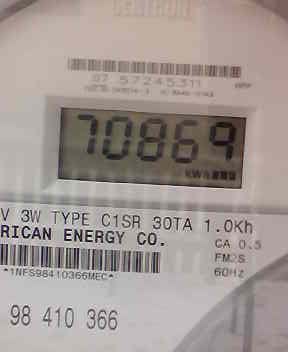 CENTRON
07 57245311
70869
V 3W TYPE C1SR 30TA 1.0Kh
RICAN ENERGY CO.
CA 0.5
FM2S
60Hz
*1NFS98410366MEC*
98 410 366